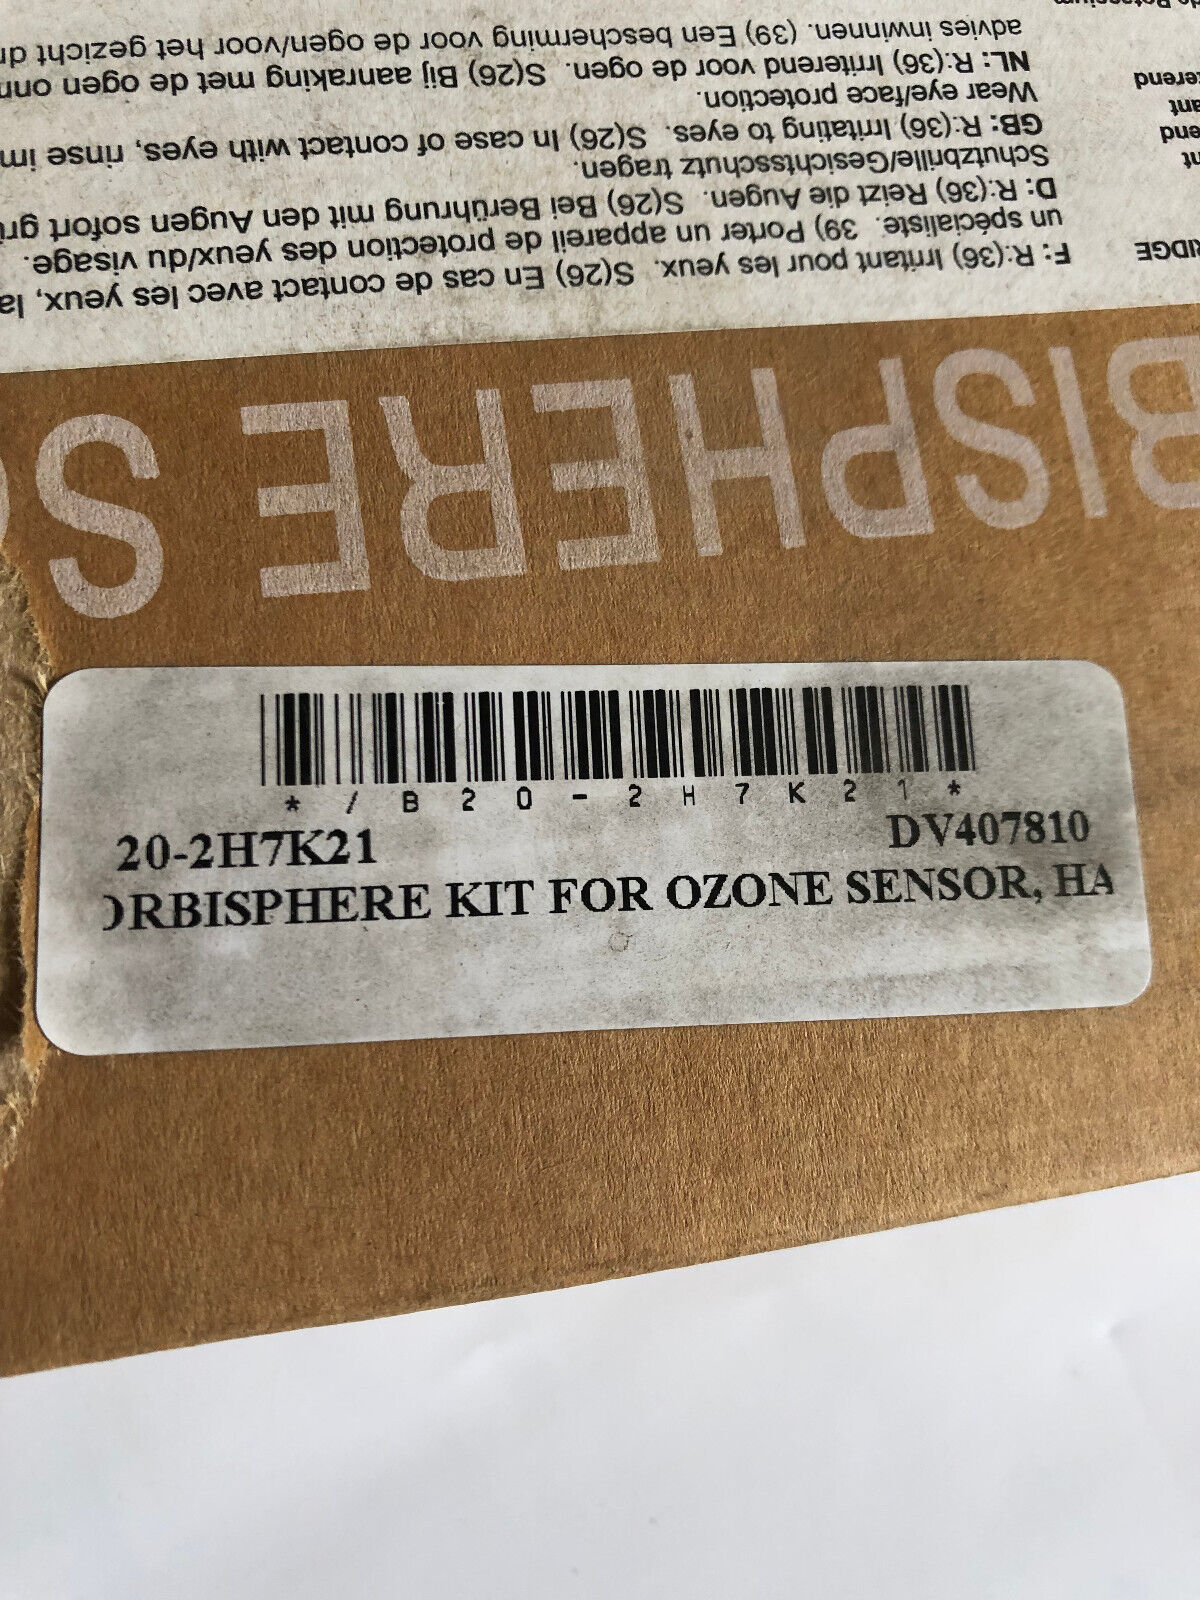 F: R:(36) Irritant pour les yeux. S(26) En cas de contact avec les yeux,
un spécialiste. 39) Porter un appareil de protection des yeux/du visage.
D: R:(36) Reizt die Augen. S(26) Bei Berührung mit den Augen sofort
Schutzbrille/Gesichtsschutz tragen.
GB: R:(36) Irritating to eyes. S(26) In case of contact with eyes, rinse
Wear eye/face protection.
NL: R:(36) Irriterend voor de ogen. S(26) Bij aanraking met de ogen
advies inwinnen. (39) Een bescherming voor de ogen/voor het gezicht
BISPHERE S
*/B20-2H7K21*
20-2H7K21 DV407810
ORBISPHERE KIT FOR OZONE SENSOR, HA